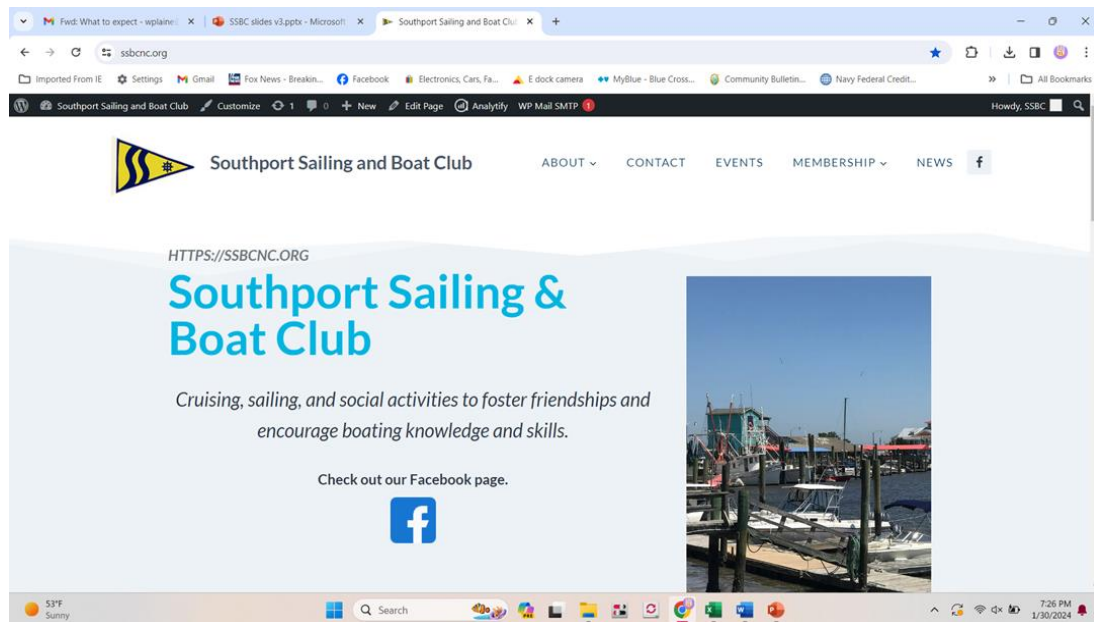 Fwd: What to expect - wplaine
SSBC slides v3.pptx - Microsoft
Southport Sailing and Boat Clu
ssbcnc.org
Imported From IE
Settings
Gmail
Fox News - Breakin...
Facebook
Electronics, Cars, Fa...
E dock camera
MyBlue - Blue Cross...
Community Bulletin...
Navy Federal Credit...
»
All Bookmarks
Southport Sailing and Boat Club
Customize
1
0
New
Edit Page
Analytify
WP Mail SMTP 1
Howdy, SSBC
Southport Sailing and Boat Club
ABOUT
CONTACT
EVENTS
MEMBERSHIP
NEWS
f
HTTPS://SSBCNC.ORG
Southport Sailing &
Boat Club
Cruising, sailing, and social activities to foster friendships and
encourage boating knowledge and skills.
Check out our Facebook page.
f
53°F
Sunny
Search
7:26 PM
1/30/2024